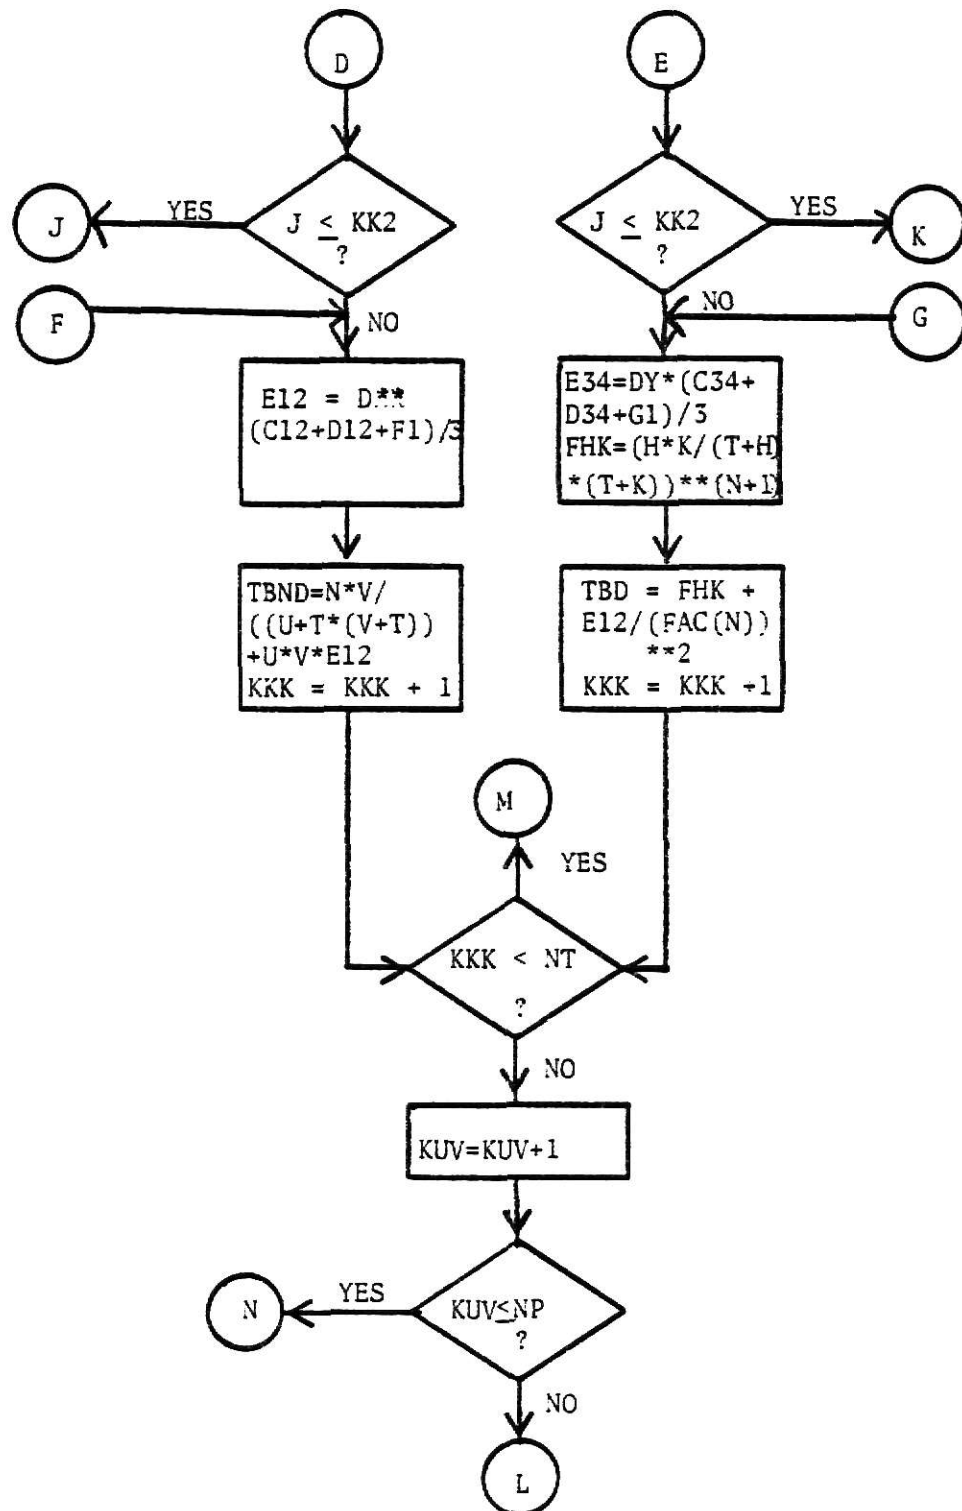 D
E
J
YES
J ≤ KK2
?
J ≤ KK2
?
YES
K
F
NO
NO
G
E12 = D**
(C12+D12+F1)/3
E34=DY*(C34+
D34+G1)/3
FHK=(H*K/(T+H)
*(T+K))**(N+1)
TBND=N*V/
((U+T*(V+T))
+U*V*E12
KKK = KKK + 1
TBD = FHK +
E12/(FAC(N))
**2
KKK = KKK +1
M
YES
KKK < NT
?
NO
KUV=KUV+1
N
YES
KUV≤NP
?
NO
L